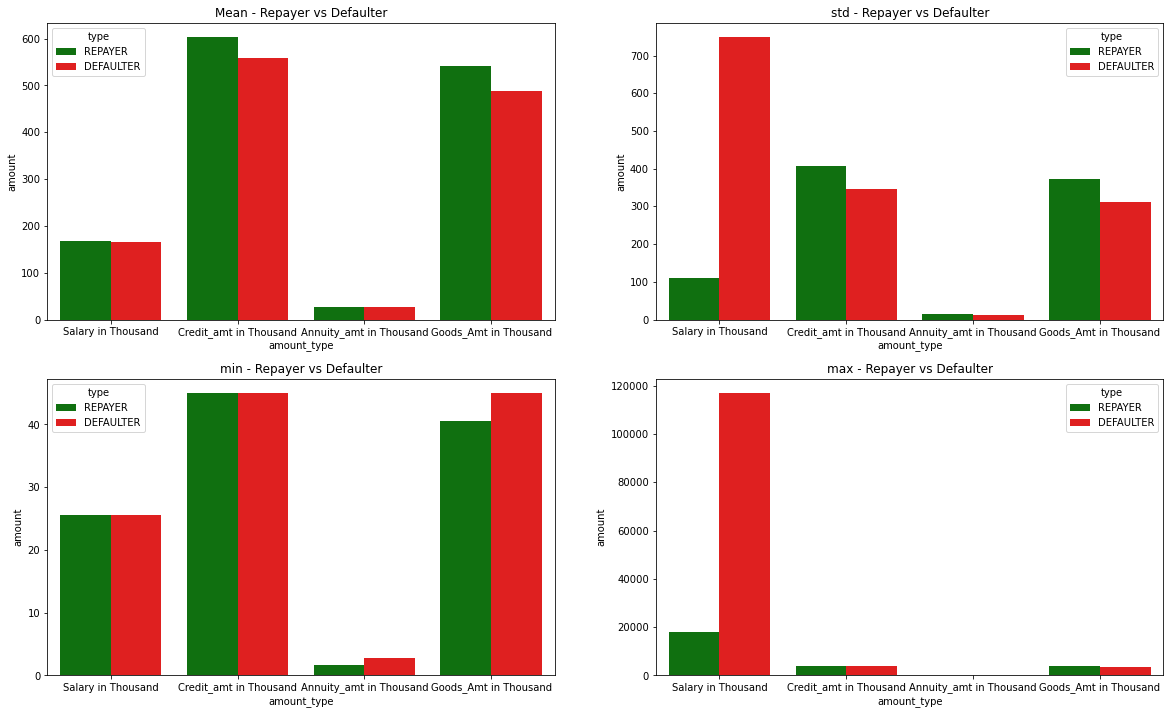 Mean - Repayer vs Defaulter
type
REPAYER
DEFAULTER
amount
600
500
400
300
200
100
0
Salary in Thousand Credit_amt in Thousand Annuity_amt in Thousand Goods_Amt in Thousand
amount_type
std - Repayer vs Defaulter
type
REPAYER
DEFAULTER
amount
700
600
500
400
300
200
100
0
Salary in Thousand Credit_amt in Thousand Annuity_amt in Thousand Goods_Amt in Thousand
amount_type
min - Repayer vs Defaulter
type
REPAYER
DEFAULTER
amount
40
30
20
10
0
Salary in Thousand Credit_amt in Thousand Annuity_amt in Thousand Goods_Amt in Thousand
amount_type
max - Repayer vs Defaulter
type
REPAYER
DEFAULTER
amount
120000
100000
80000
60000
40000
20000
0
Salary in Thousand Credit_amt in Thousand Annuity_amt in Thousand Goods_Amt in Thousand
amount_type